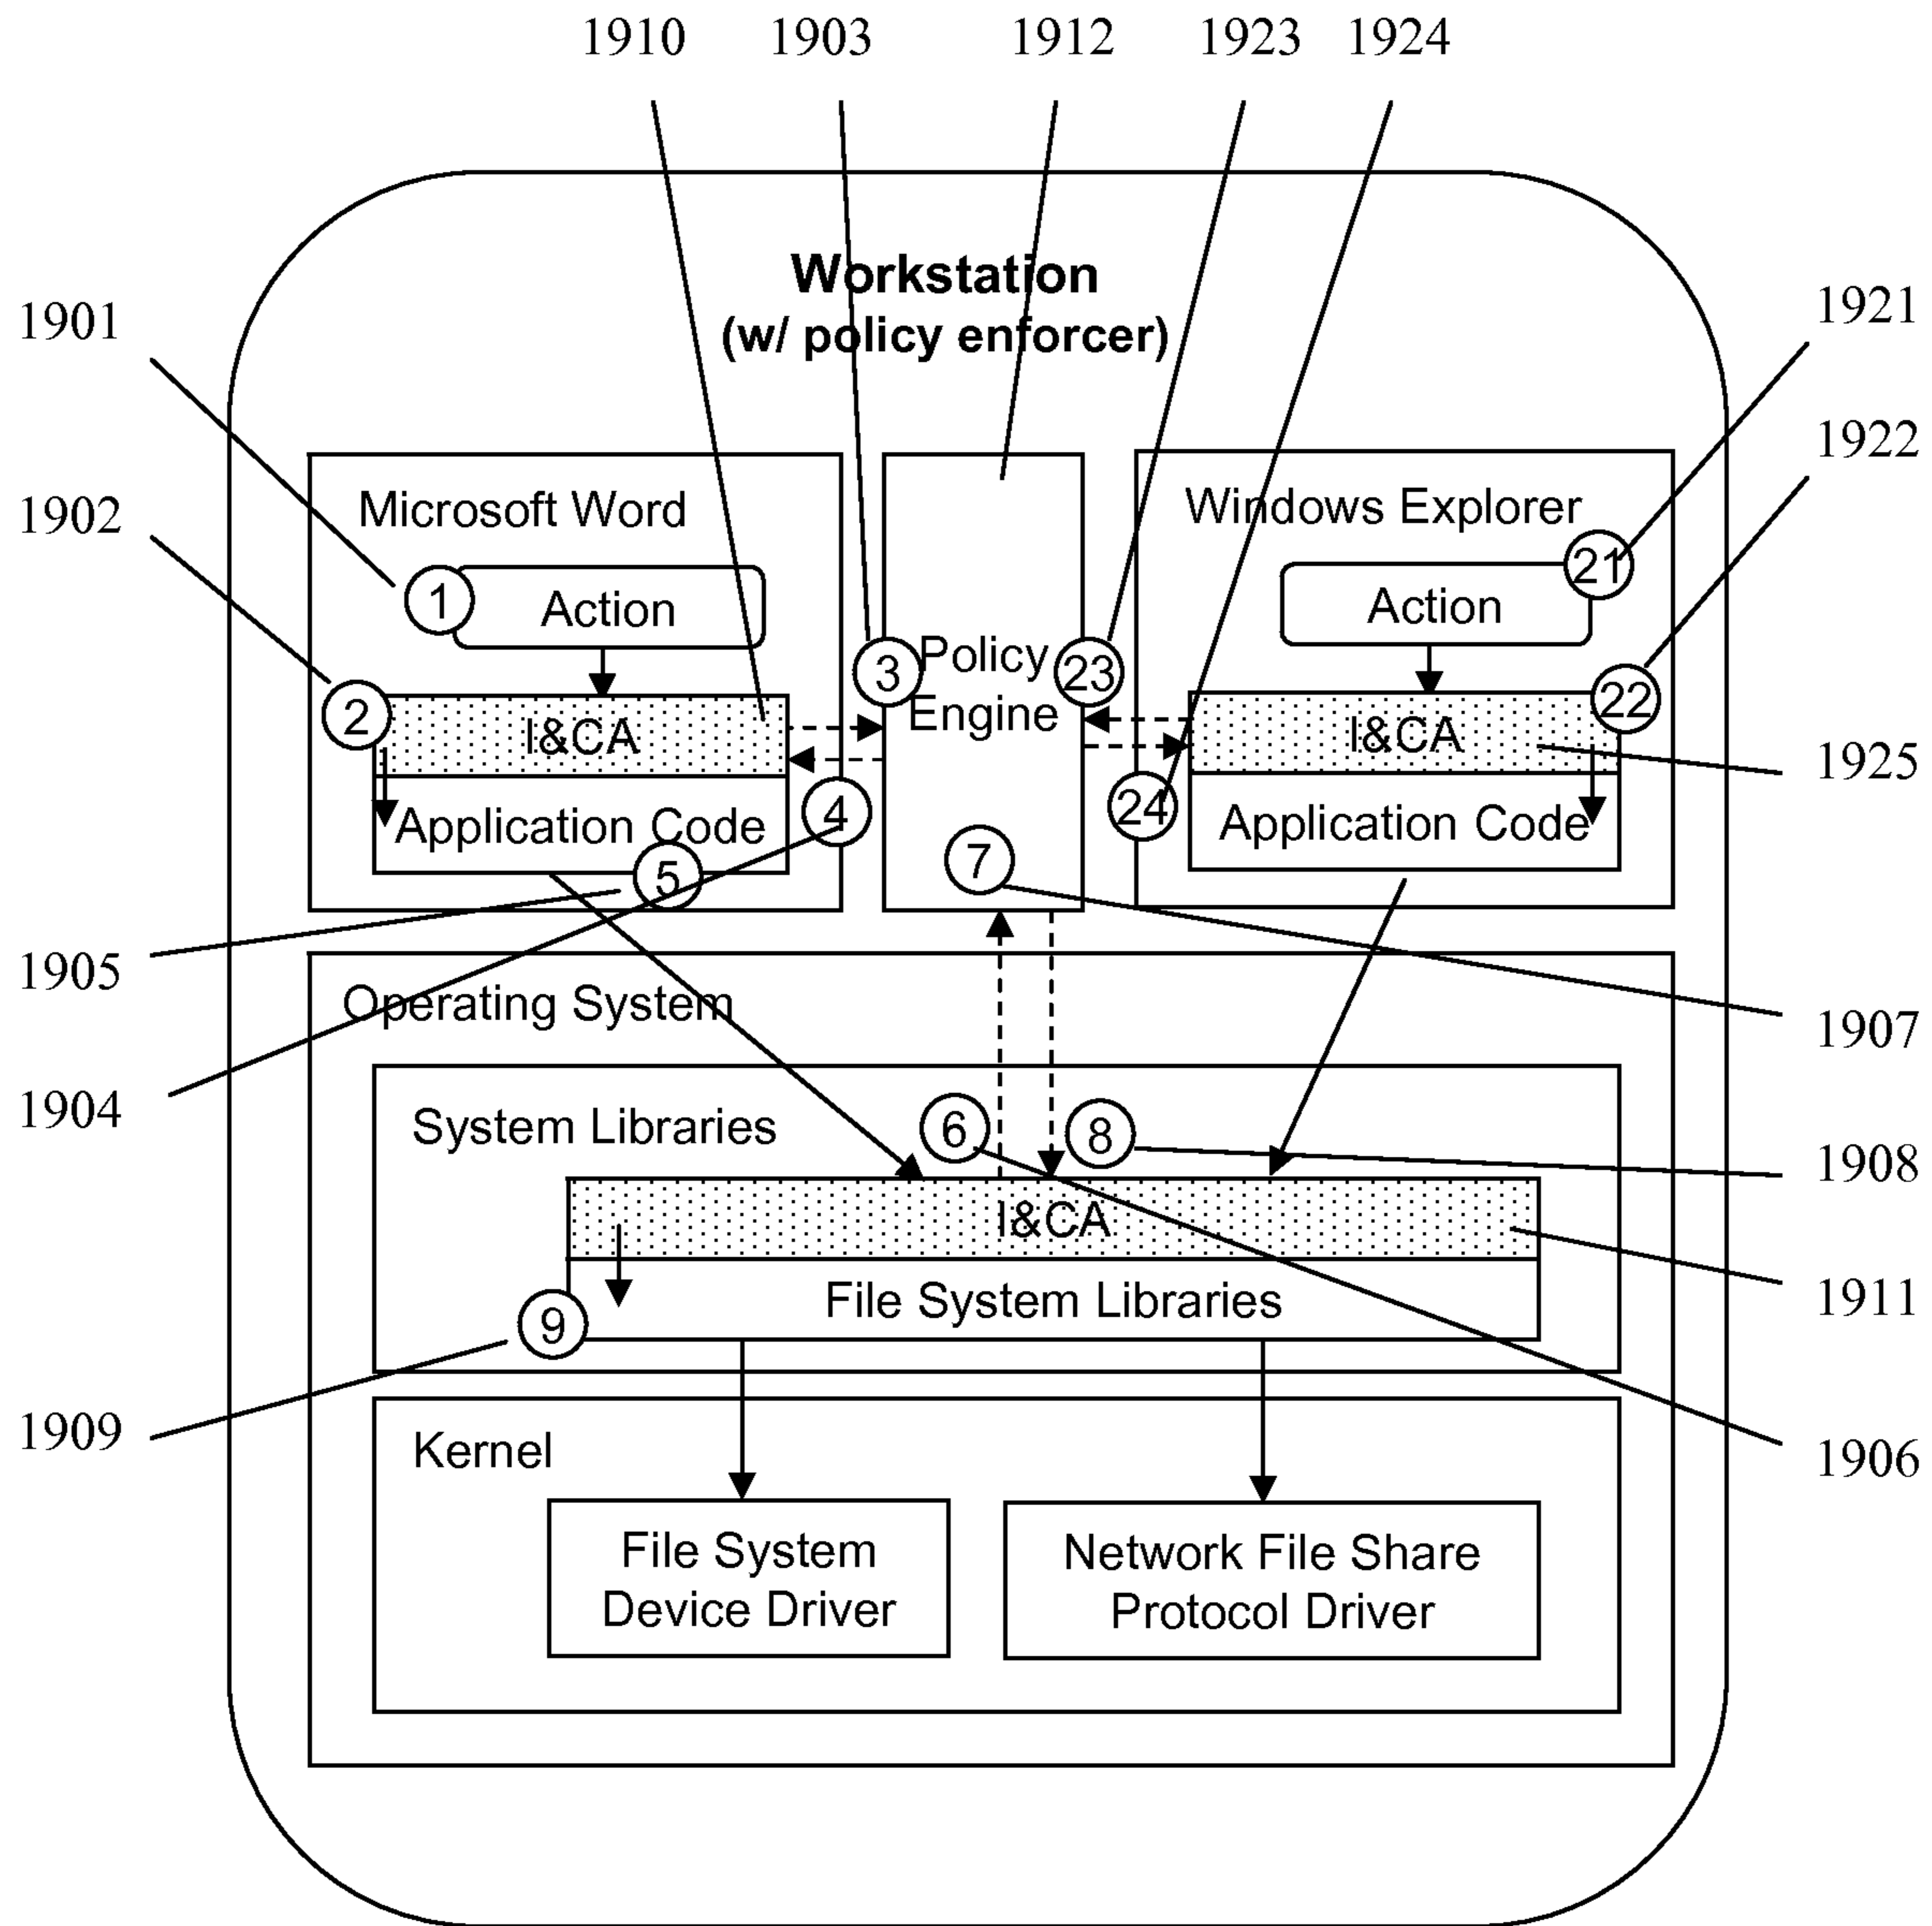 1910 1903 1912 1923 1924
Workstation
(w/ policy enforcer)
1901
1902
1921
1922
Microsoft Word
1
Action
2
I&CA
Application Code
4
5
3
Policy
Engine
23
7
Windows Explorer
21
Action
22
I&CA
24
Application Code
1925
1905
1904
1907
Operating System
System Libraries
6
8
1908
I&CA
1911
File System Libraries
9
1909
1906
Kernel
File System
Device Driver
Network File Share
Protocol Driver